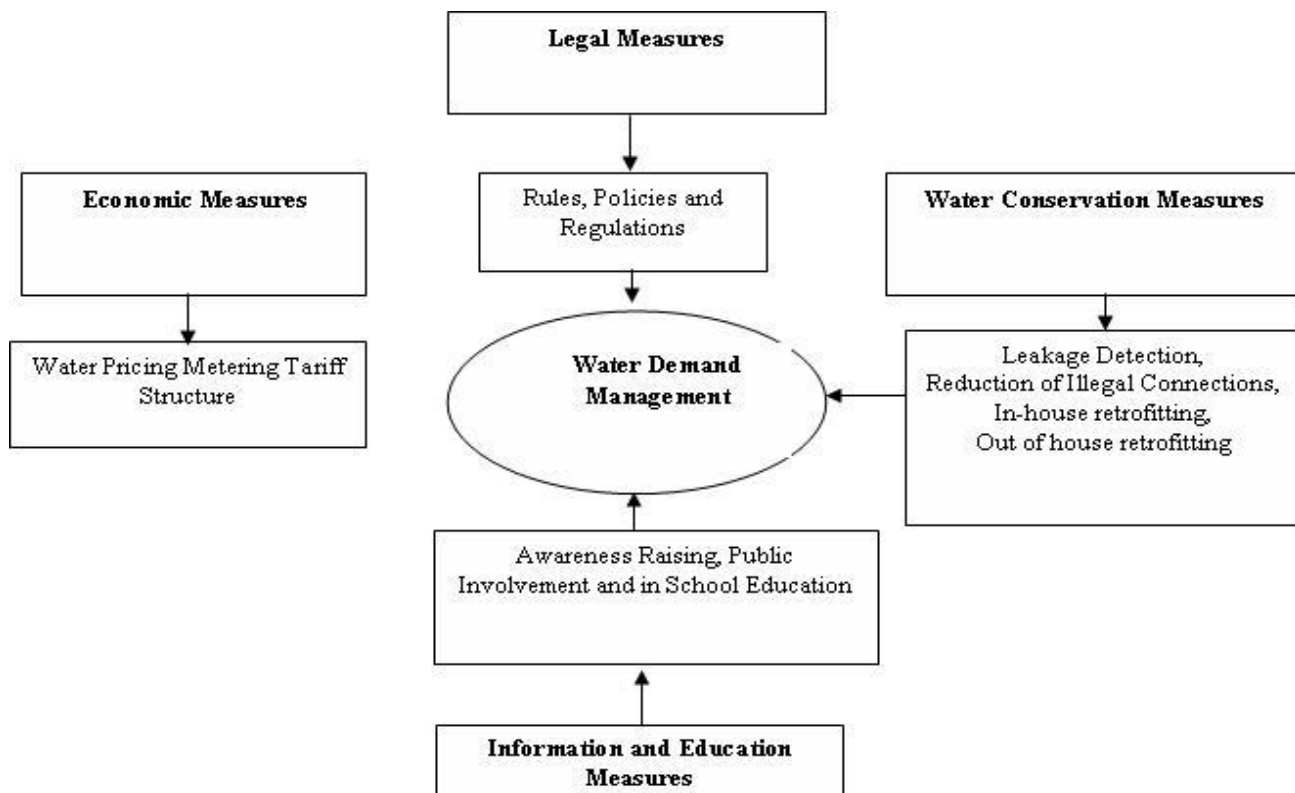 Legal Measures
Rules, Policies and
Regulations
Economic Measures
Water Pricing Metering Tariff
Structure
Water Conservation Measures
Leakage Detection,
Reduction of Illegal Connections,
In-house retrofitting,
Out of house retrofitting
Water Demand
Management
Awareness Raising, Public
Involvement and in School Education
Information and Education
Measures